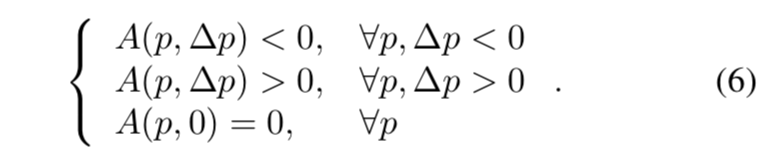 A(p, Δp) < 0, ∀p, Δp < 0
A(p, Δp) > 0, ∀p, Δp > 0 . (6)
A(p, 0) = 0, ∀p